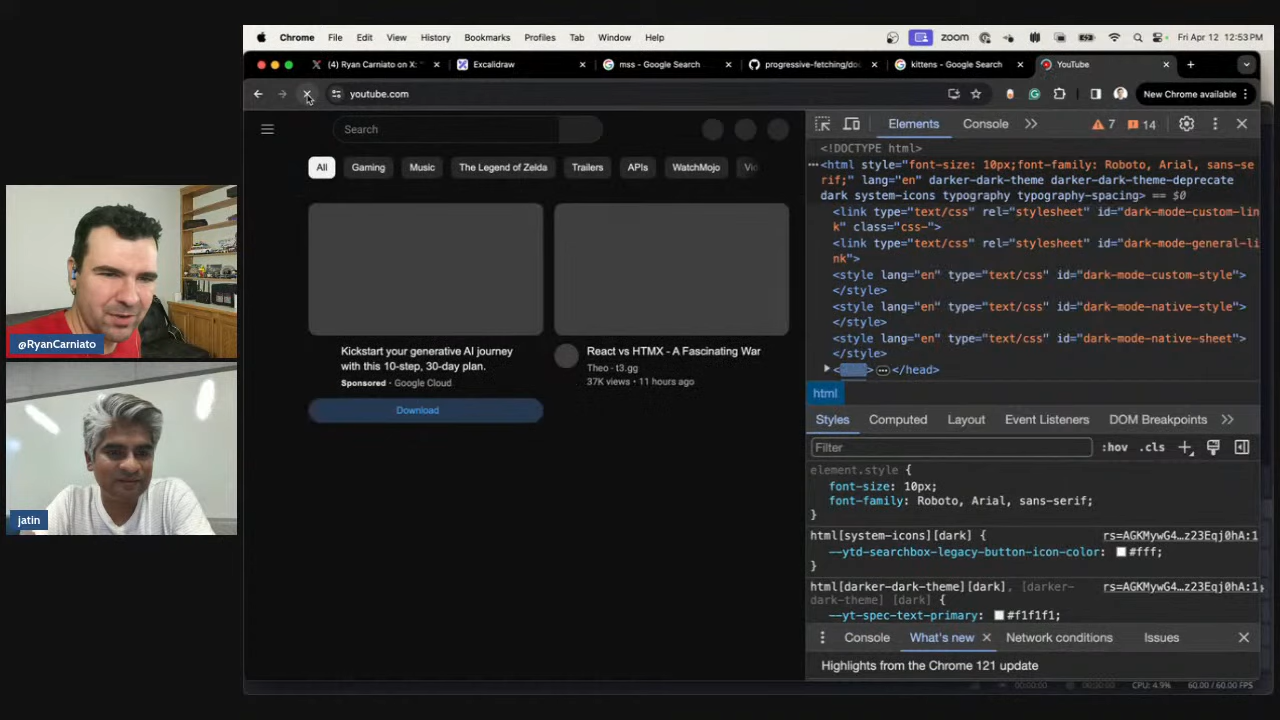 Chrome File Edit View History Bookmarks Profiles Tab Window Help zoom Fri Apr 12 12:53 PM
(4) Ryan Carniato on X: " Excalidraw mss - Google Search progressive-fetching/do kittens - Google Search YouTube
youtube.com New Chrome available
Search
All Gaming Music The Legend of Zelda Trailers APIs WatchMojo
Kickstart your generative AI journey
with this 10-step, 30-day plan.
Sponsored · Google Cloud
Download
React vs HTMX - A Fascinating War
Theo - t3.gg
37K views • 11 hours ago
Elements Console 7 14
<!DOCTYPE html>
<html style="font-size: 10px;font-family: Roboto, Arial, sans-se
rif;" lang="en" darker-dark-theme darker-dark-theme-deprecate
dark system-icons typography typography-spacing> == $0
<link type="text/css" rel="stylesheet" id="dark-mode-custom-lin
k" class="css-">
<link type="text/css" rel="stylesheet" id="dark-mode-general-li
nk">
<style lang="en" type="text/css" id="dark-mode-custom-style">
</style>
<style lang="en" type="text/css" id="dark-mode-native-style">
</style>
<style lang="en" type="text/css" id="dark-mode-native-sheet">
</style>
</head>
html
Styles Computed Layout Event Listeners DOM Breakpoints
Filter :hov .cls
element.style {
font-size: 10px;
font-family: Roboto, Arial, sans-serif;
}
html[system-icons][dark] { rs=AGKMywG4…z23Eqj0hA:1
--ytd-searchbox-legacy-button-icon-color: #fff;
}
html[darker-dark-theme][dark], [darker- rs=AGKMywG4…z23Eqj0hA:1
dark-theme] [dark] {
--yt-spec-text-primary: #f1f1f1;
Console What's new Network conditions Issues
Highlights from the Chrome 121 update
CPU: 4.9% 60.00 / 60.00 FPS
@RyanCarniato
jatin